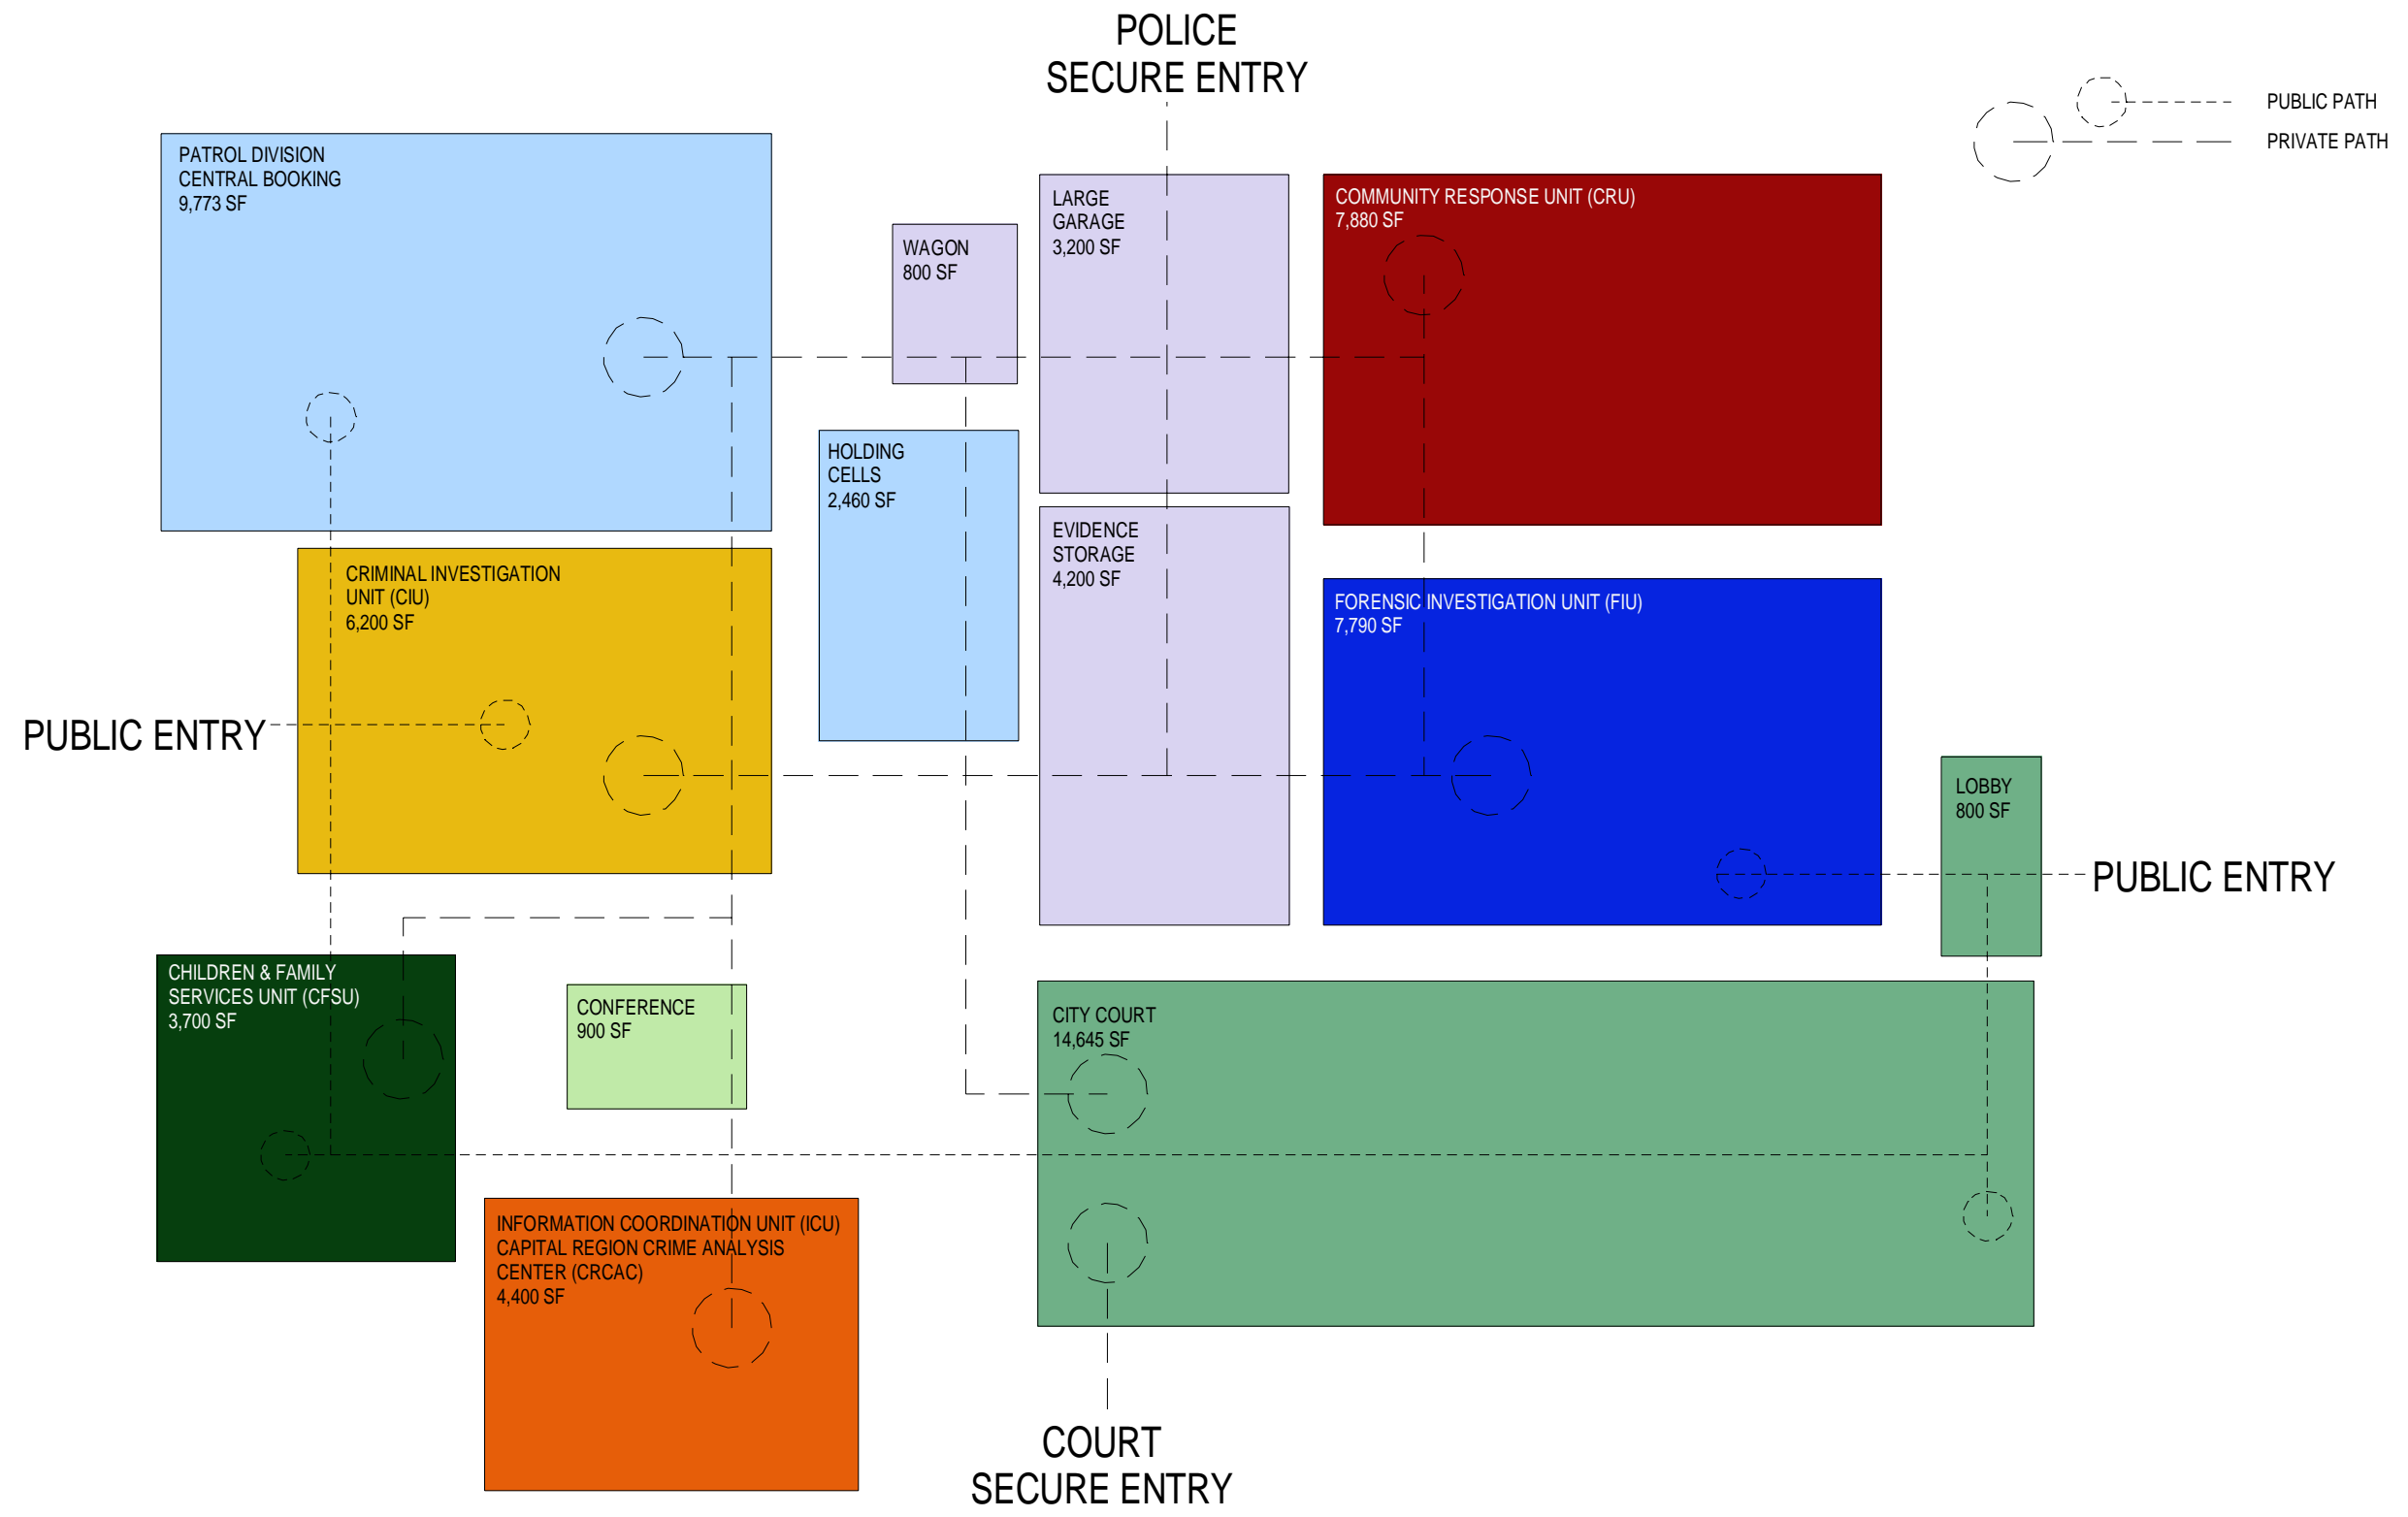 POLICE
SECURE ENTRY
PUBLIC PATH
PRIVATE PATH
PATROL DIVISION
CENTRAL BOOKING
9,773 SF
WAGON
800 SF
LARGE
GARAGE
3,200 SF
COMMUNITY RESPONSE UNIT (CRU)
7,880 SF
HOLDING
CELLS
2,460 SF
EVIDENCE
STORAGE
4,200 SF
CRIMINAL INVESTIGATION
UNIT (CIU)
6,200 SF
FORENSIC INVESTIGATION UNIT (FIU)
7,790 SF
PUBLIC ENTRY
LOBBY
800 SF
PUBLIC ENTRY
CHILDREN & FAMILY
SERVICES UNIT (CFSU)
3,700 SF
CONFERENCE
900 SF
CITY COURT
14,645 SF
INFORMATION COORDINATION UNIT (ICU)
CAPITAL REGION CRIME ANALYSIS
CENTER (CRCAC)
4,400 SF
COURT
SECURE ENTRY